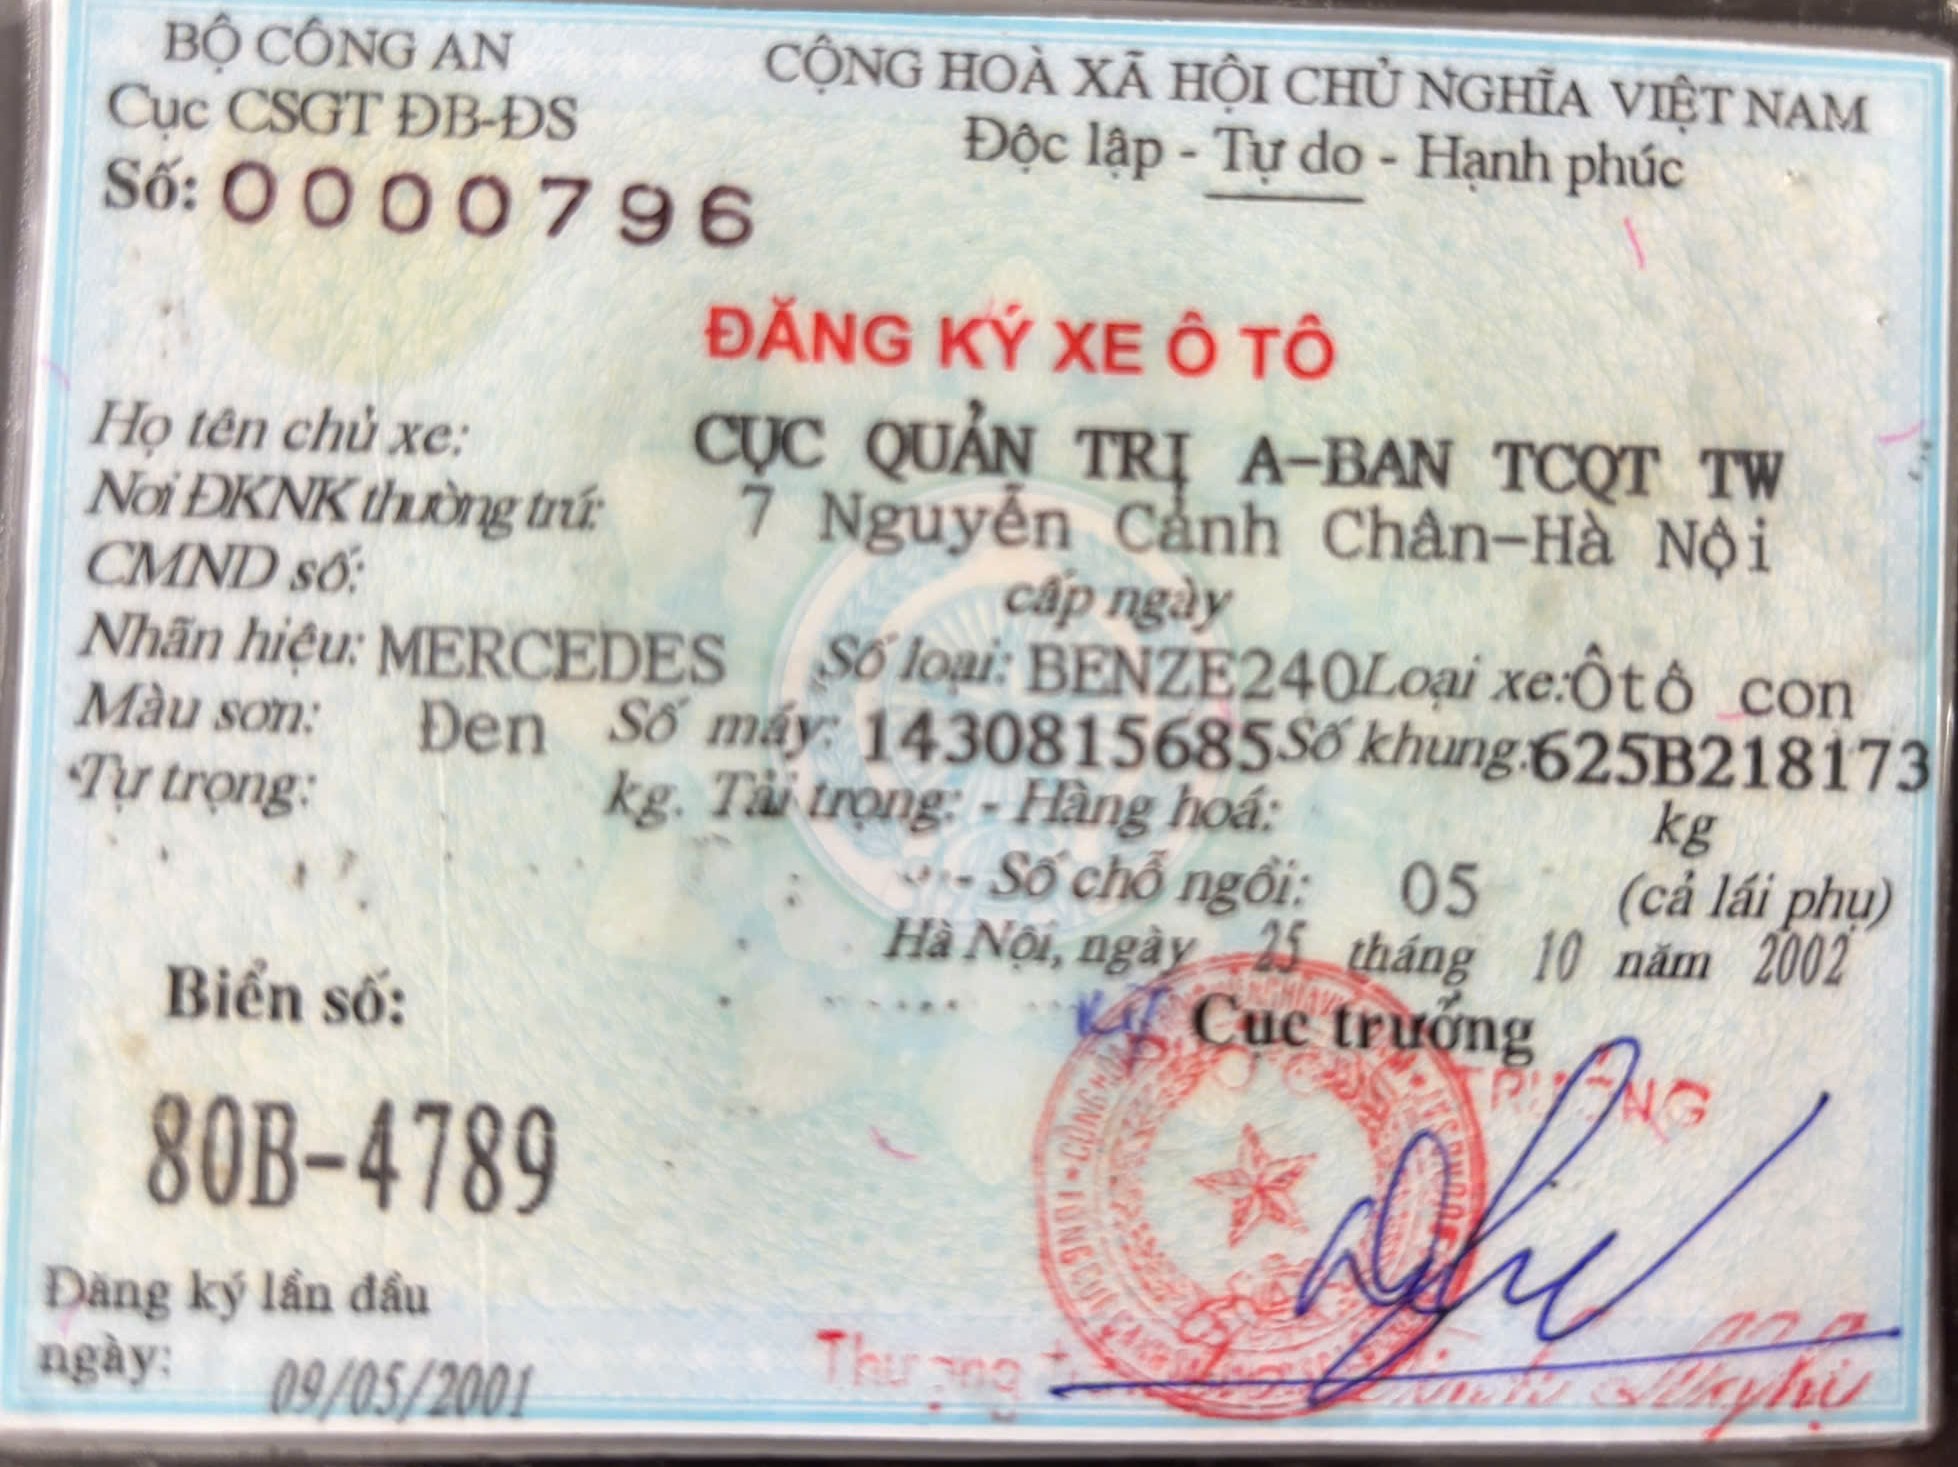 BỘ CÔNG AN
Cục CSGT ĐB-ĐS
Số: 0000796
CỘNG HOÀ XÃ HỘI CHỦ NGHĨA VIỆT NAM
Độc lập - Tự do - Hạnh phúc
ĐĂNG KÝ XE Ô TÔ
Họ tên chủ xe: CỤC QUẢN TRỊ A-BAN TCQT TW
Nơi ĐKNK thường trú: 7 Nguyễn Cảnh Chân-Hà Nội
CMND số: cấp ngày
Nhãn hiệu: MERCEDES Số loại: BENZE240 Loại xe: Ôtô con
Màu sơn: Đen Số máy: 1430815685 Số khung: 625B218173
Tự trọng: kg. Tải trọng: - Hàng hoá: kg
- Số chỗ ngồi: 05 (cả lái phụ)
Hà Nội, ngày 25 tháng 10 năm 2002
Biển số:
KT Cục trưởng
80B-4789
Đăng ký lần đầu
ngày: 09/05/2001